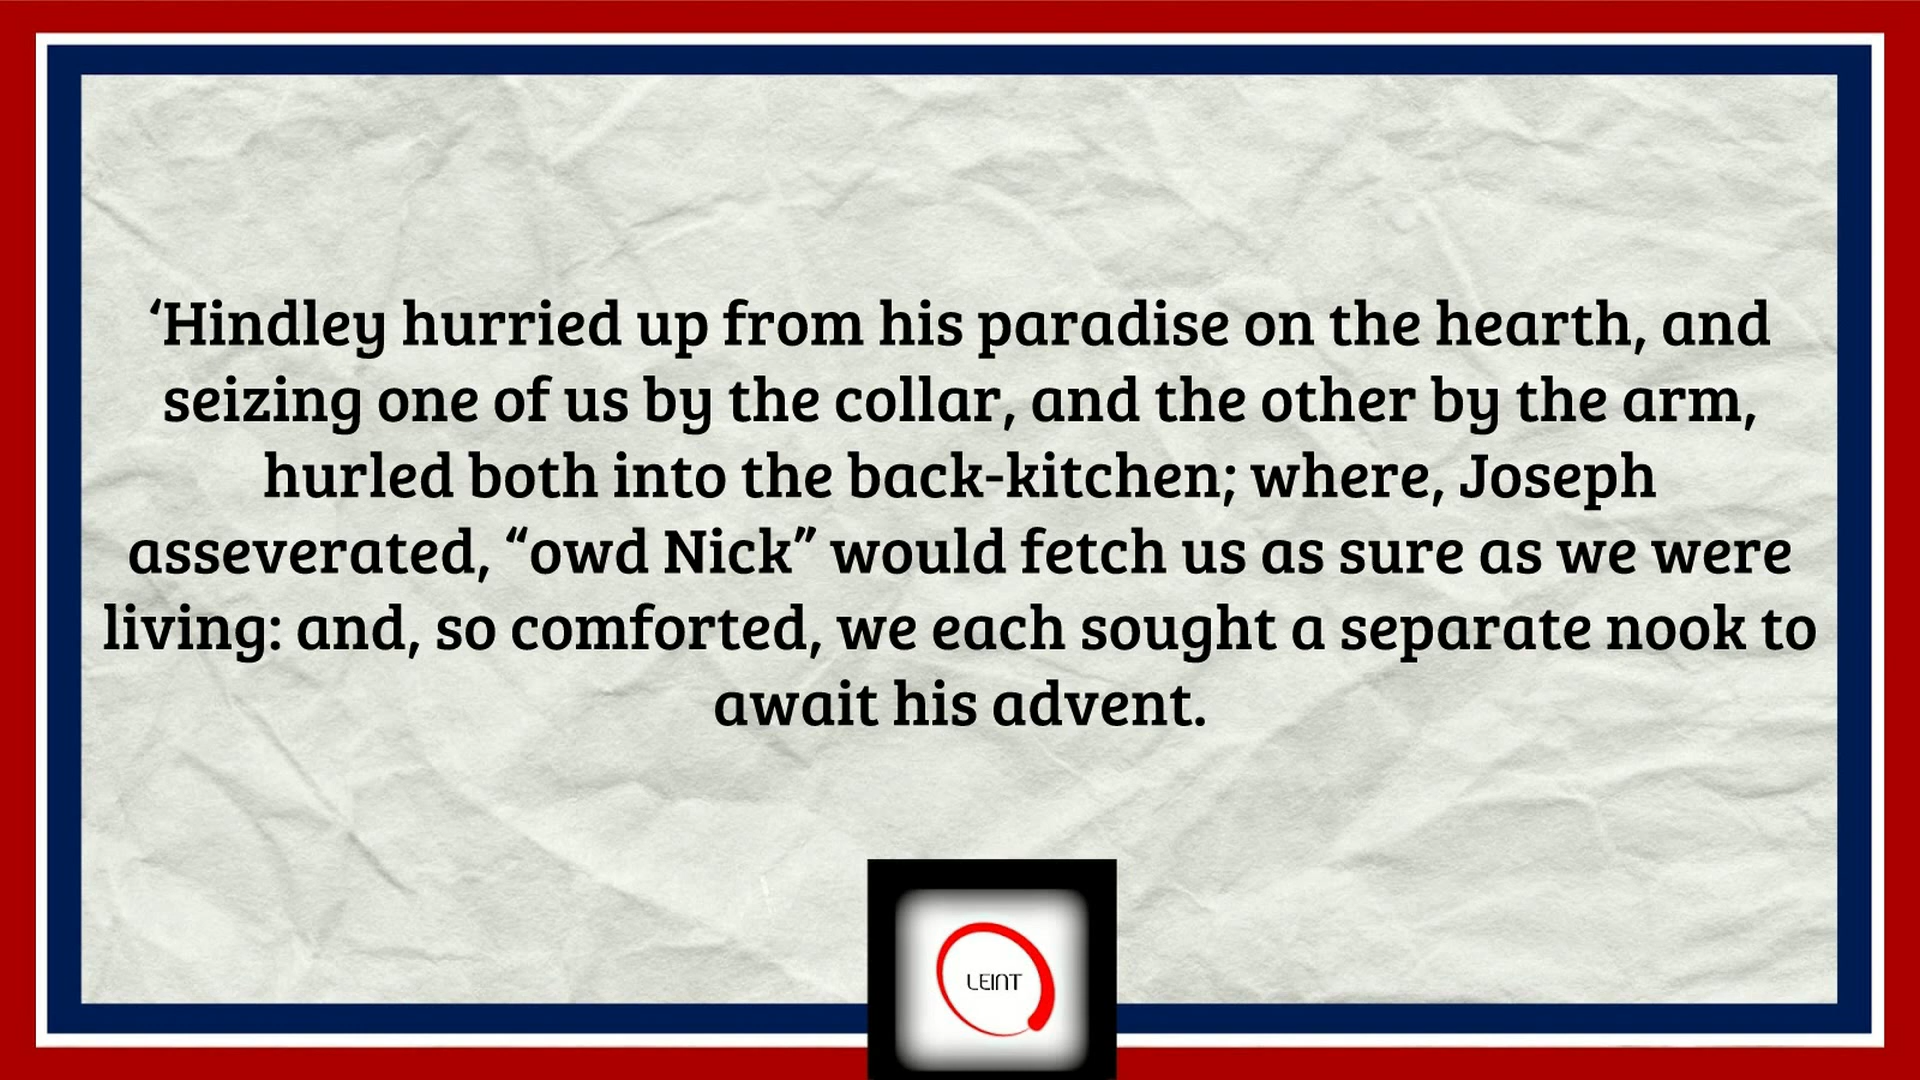 ‘Hindley hurried up from his paradise on the hearth, and
seizing one of us by the collar, and the other by the arm,
hurled both into the back-kitchen; where, Joseph
asseverated, “owd Nick” would fetch us as sure as we were
living: and, so comforted, we each sought a separate nook to
await his advent.
LEINT